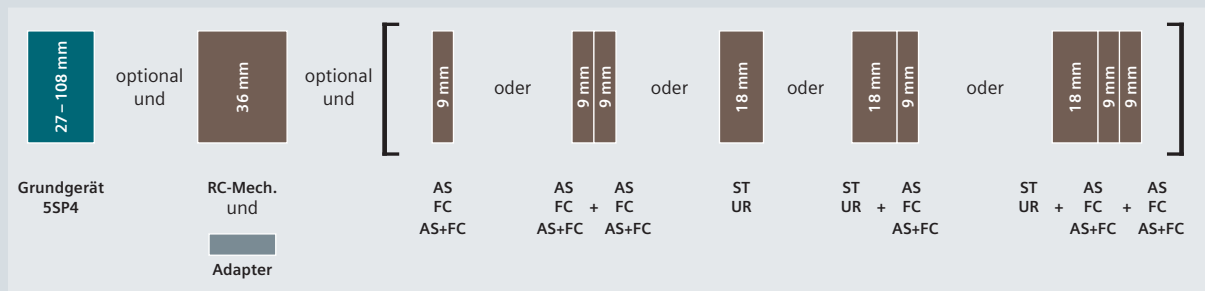 27 – 108 mm
optional
und
36 mm
optional
und
9 mm
oder
9 mm
9 mm
oder
18 mm
oder
18 mm
9 mm
oder
18 mm
9 mm
9 mm
Grundgerät
5SP4
RC-Mech.
und
Adapter
AS
FC
AS+FC
AS AS
FC + FC
AS+FC AS+FC
ST
UR
ST AS
UR + FC
AS+FC
ST AS AS
UR + FC + FC
AS+FC AS+FC